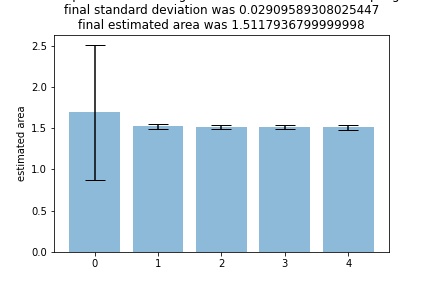 final standard deviation was 0.02909589308025447
final estimated area was 1.5117936799999998
2.5
2.0
1.5
1.0
0.5
0.0
estimated area
0 1 2 3 4